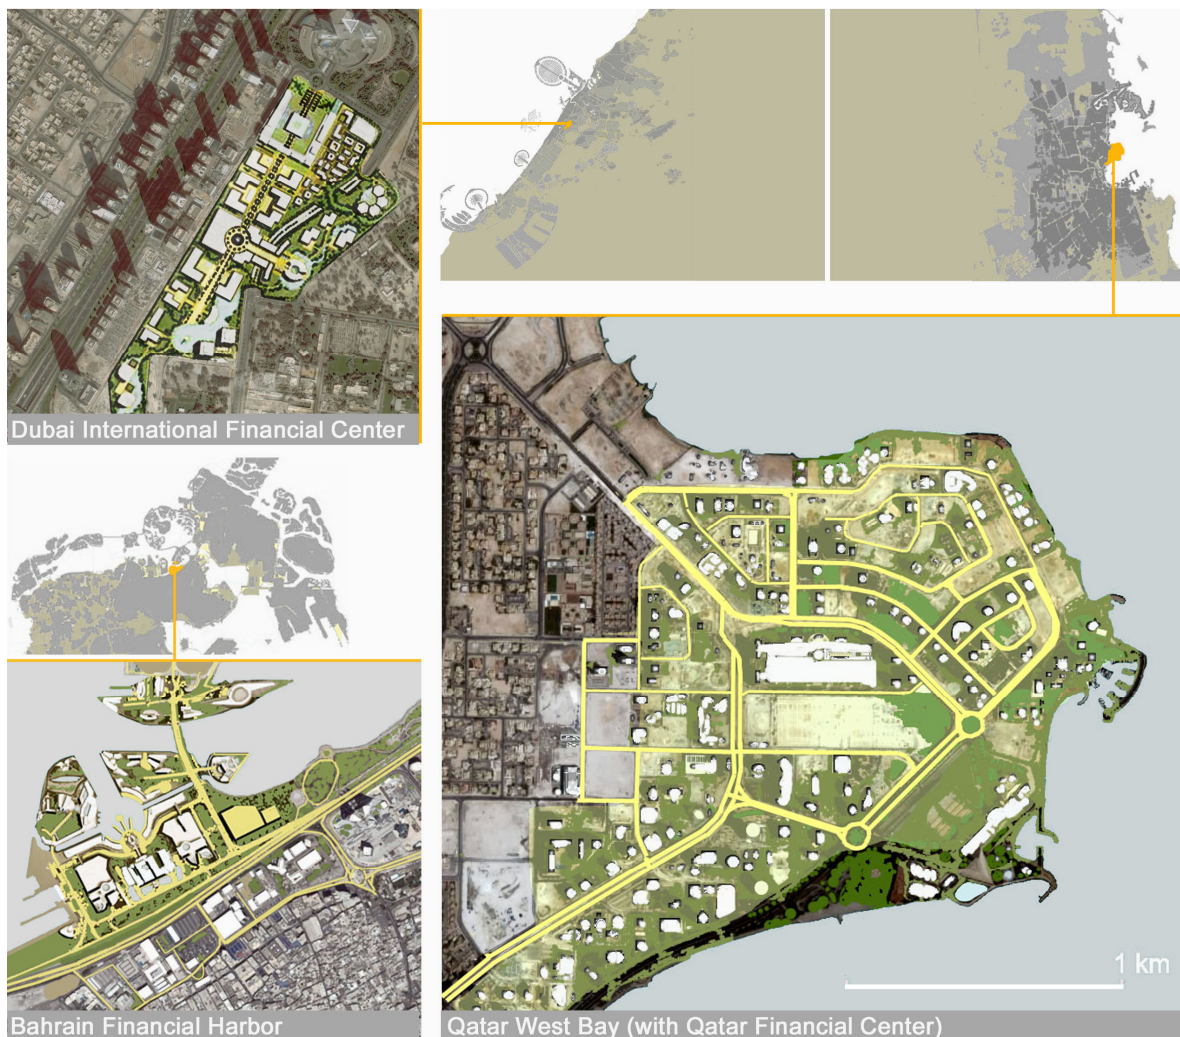 Dubai International Financial Center
1 km
Bahrain Financial Harbor
Qatar West Bay (with Qatar Financial Center)